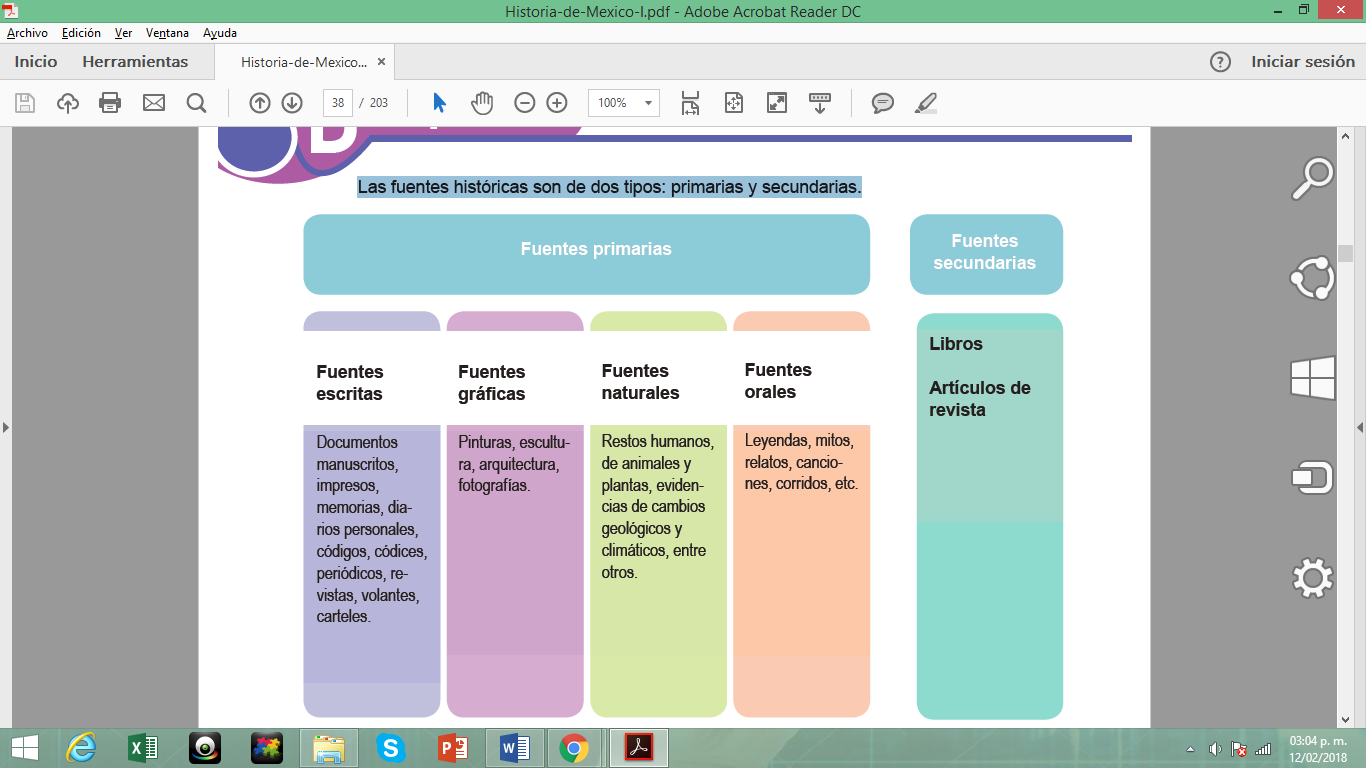 Historia-de-Mexico-I.pdf - Adobe Acrobat Reader DC
Archivo Edición Ver Ventana Ayuda
Inicio Herramientas Historia-de-Mexico... × ? Iniciar sesión
38 / 203 100%
D
Las fuentes históricas son de dos tipos: primarias y secundarias.
Fuentes primarias
Fuentes
secundarias
Fuentes
escritas
Documentos
manuscritos,
impresos,
memorias, dia-
rios personales,
códigos, códices,
periódicos, re-
vistas, volantes,
carteles.
Fuentes
gráficas
Pinturas, escultu-
ra, arquitectura,
fotografías.
Fuentes
naturales
Restos humanos,
de animales y
plantas, eviden-
cias de cambios
geológicos y
climáticos, entre
otros.
Fuentes
orales
Leyendas, mitos,
relatos, cancio-
nes, corridos, etc.
Libros
Artículos de
revista
03:04 p. m.
12/02/2018